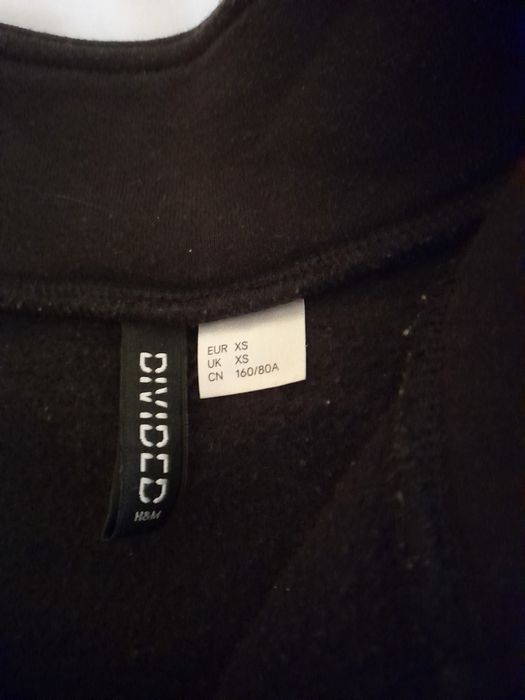 DIVIDED
H&M
EUR XS
UK XS
CN 160/80A